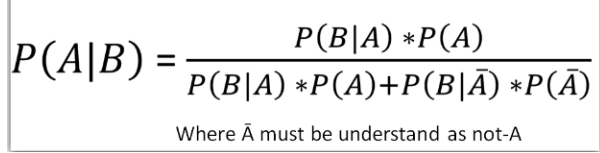 P(A|B) = P(B|A) *P(A) / P(B|A) *P(A)+P(B|Ā) *P(Ā)
Where Ā must be understand as not-A